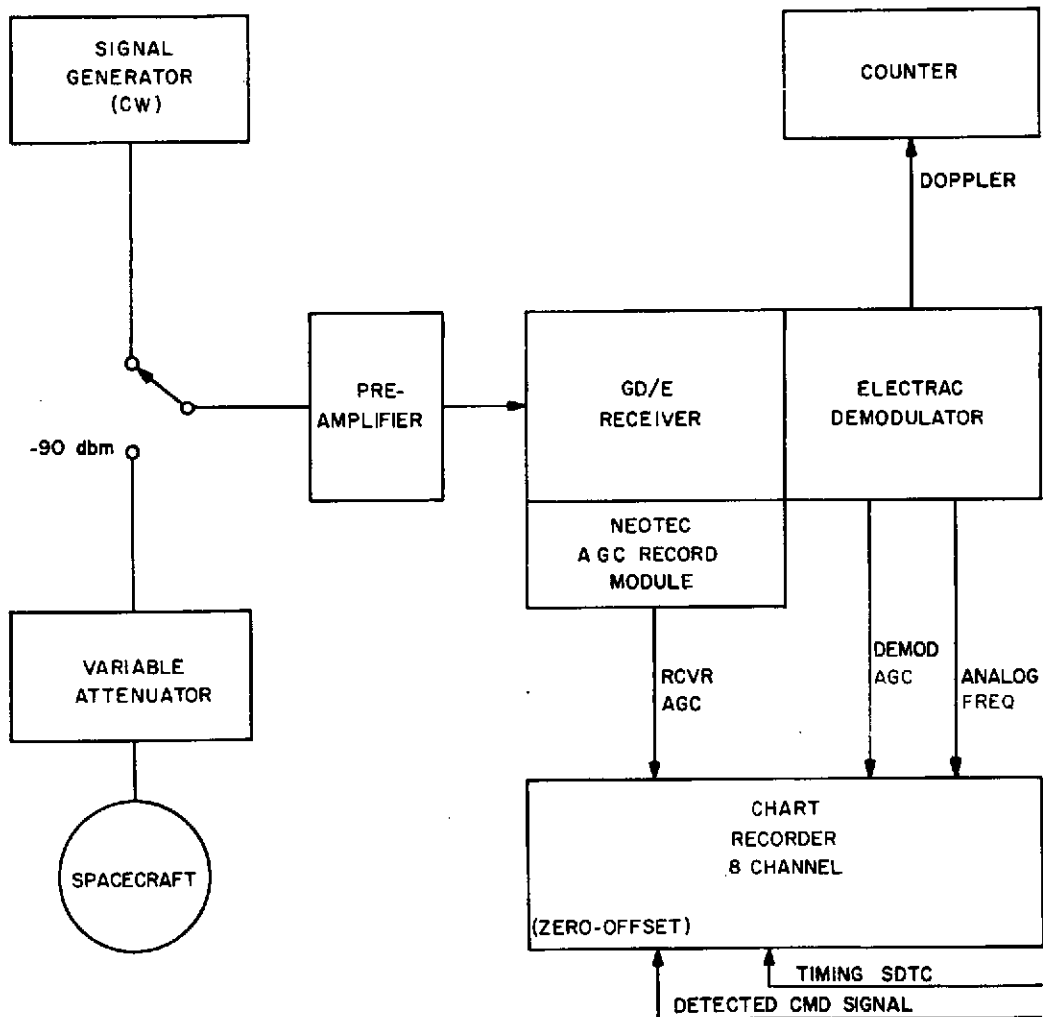 SIGNAL
GENERATOR
(CW)
COUNTER
DOPPLER
PRE-
AMPLIFIER
GD/E
RECEIVER
ELECTRAC
DEMODULATOR
-90 dbm
NEOTEC
AGC RECORD
MODULE
VARIABLE
ATTENUATOR
RCVR
AGC
DEMOD
AGC
ANALOG
FREQ
SPACECRAFT
CHART
RECORDER
8 CHANNEL
(ZERO-OFFSET)
TIMING SDTC
DETECTED CMD SIGNAL